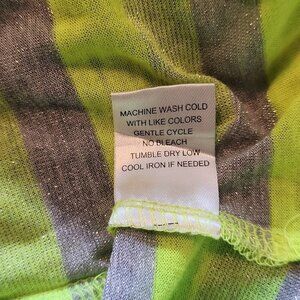 MACHINE WASH COLD
WITH LIKE COLORS
GENTLE CYCLE
NO BLEACH
TUMBLE DRY LOW
COOL IRON IF NEEDED